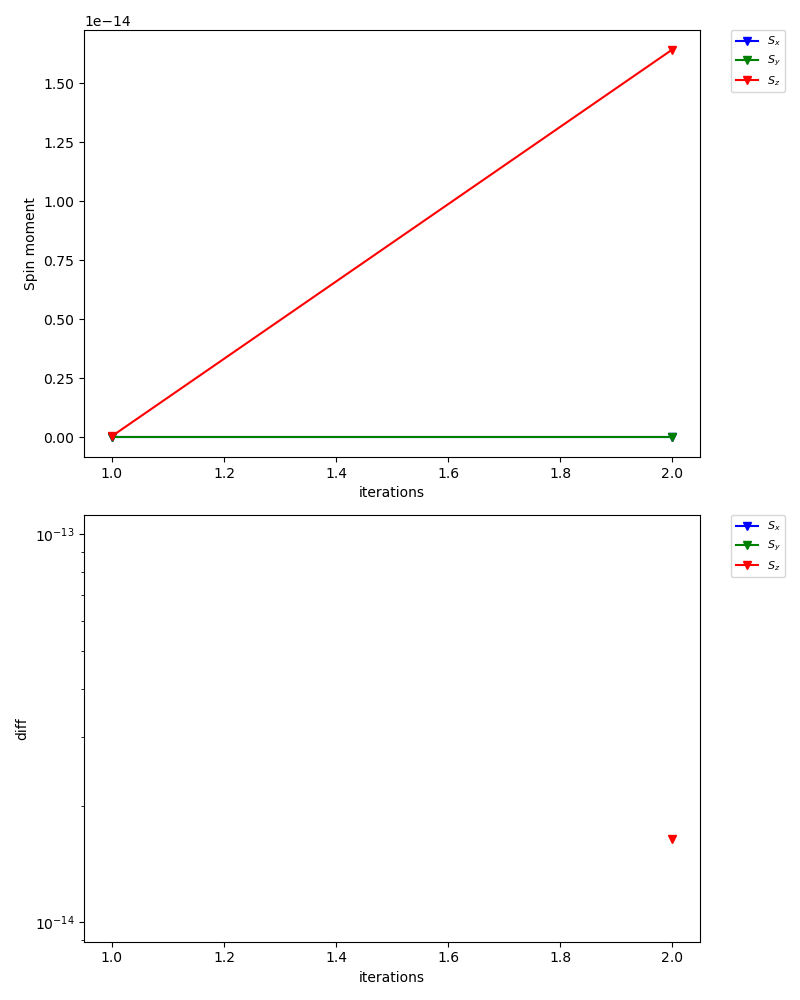 1e−14
1.50
1.25
1.00
0.75
0.50
0.25
0.00
Spin moment
1.0 1.2 1.4 1.6 1.8 2.0
iterations
Sₓ
S_y
S_z
10⁻¹³
10⁻¹⁴
diff
1.0 1.2 1.4 1.6 1.8 2.0
iterations
Sₓ
S_y
S_z